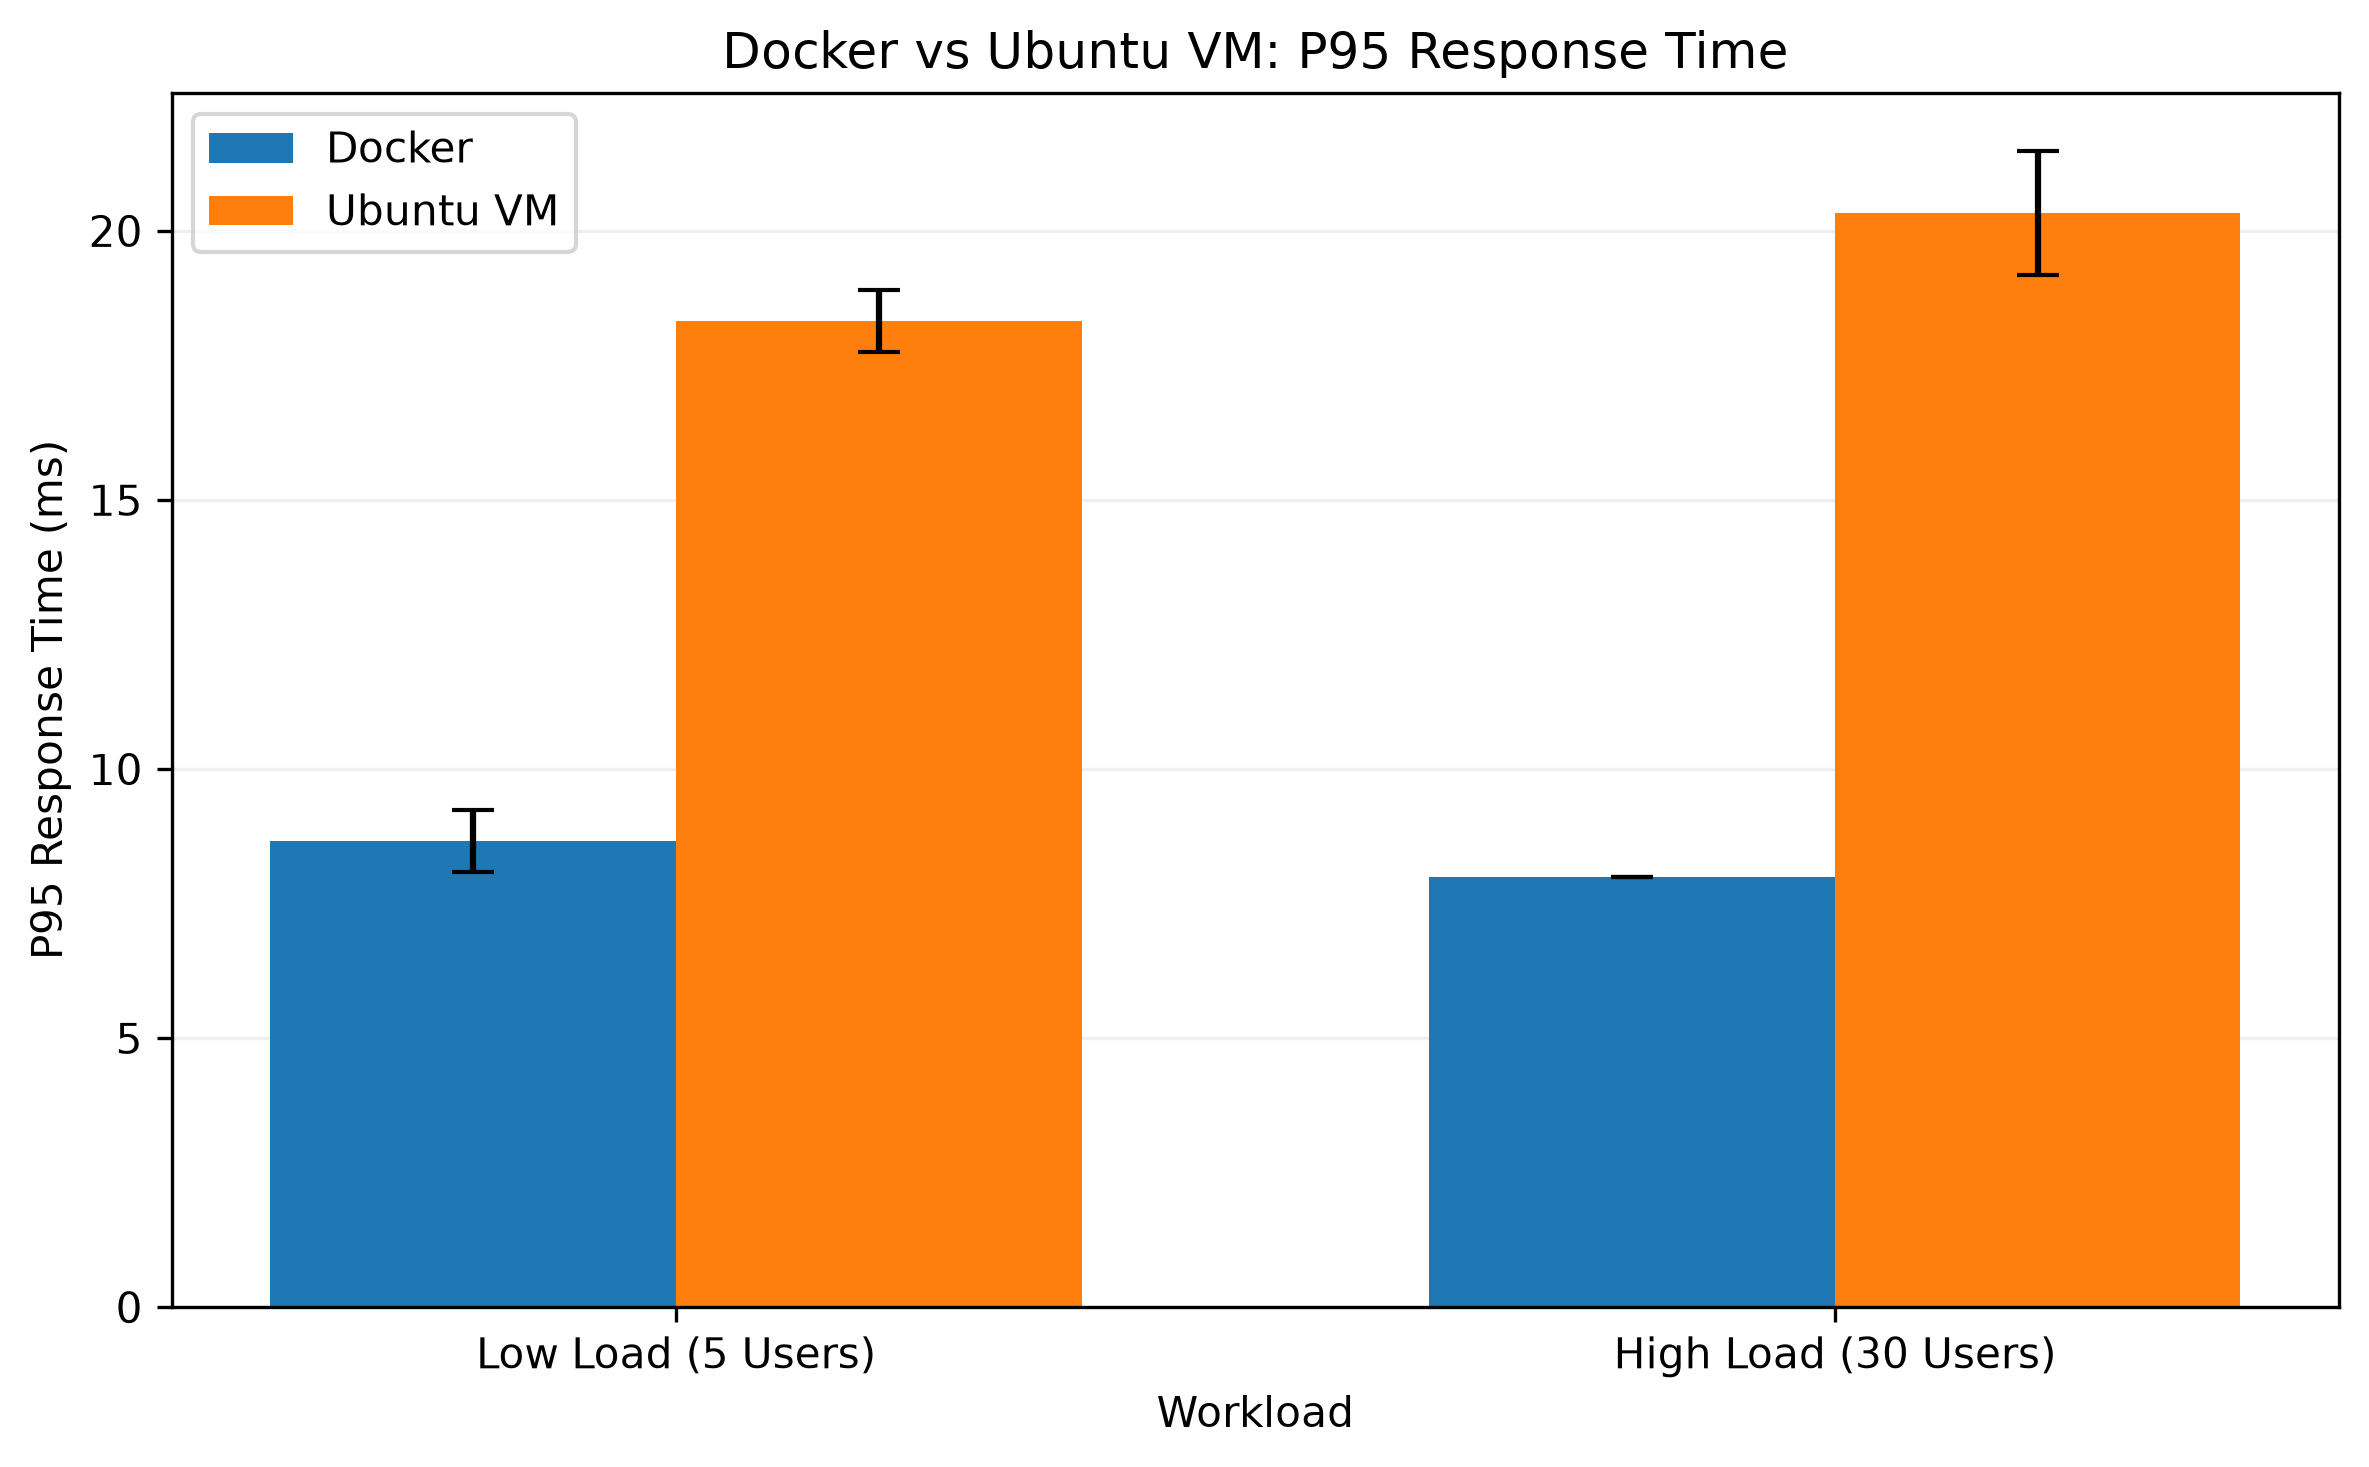 Docker vs Ubuntu VM: P95 Response Time
Docker
Ubuntu VM
P95 Response Time (ms)
20
15
10
5
0
Low Load (5 Users)
High Load (30 Users)
Workload